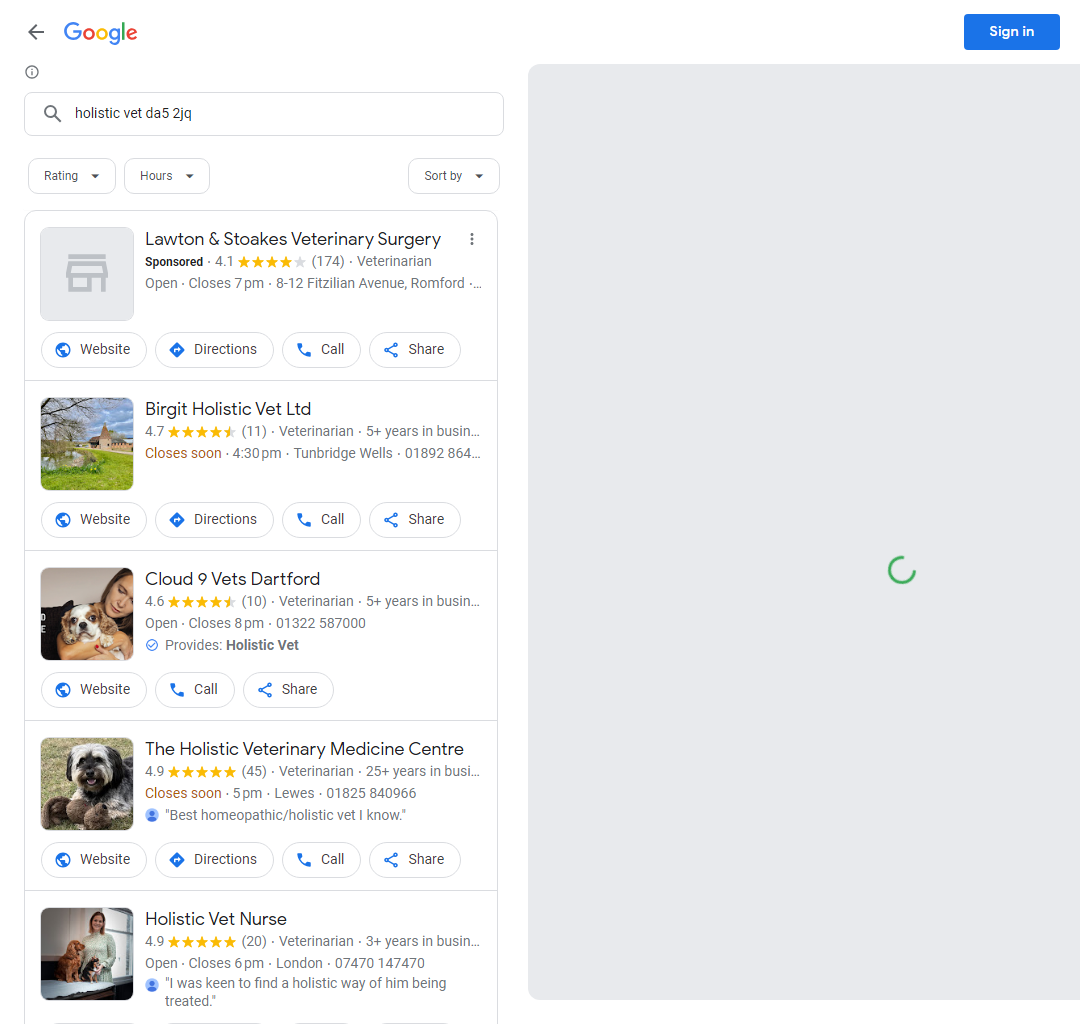 Google
Sign in
holistic vet da5 2jq
Rating
Hours
Sort by
Lawton & Stoakes Veterinary Surgery
Sponsored · 4.1 (174) · Veterinarian
Open · Closes 7 pm · 8-12 Fitzilian Avenue, Romford ·...
Website
Directions
Call
Share
Birgit Holistic Vet Ltd
4.7 (11) · Veterinarian · 5+ years in busin...
Closes soon · 4:30 pm · Tunbridge Wells · 01892 864...
Website
Directions
Call
Share
Cloud 9 Vets Dartford
4.6 (10) · Veterinarian · 5+ years in busin...
Open · Closes 8 pm · 01322 587000
Provides: Holistic Vet
Website
Call
Share
The Holistic Veterinary Medicine Centre
4.9 (45) · Veterinarian · 25+ years in busi...
Closes soon · 5 pm · Lewes · 01825 840966
"Best homeopathic/holistic vet I know."
Website
Directions
Call
Share
Holistic Vet Nurse
4.9 (20) · Veterinarian · 3+ years in busin...
Open · Closes 6 pm · London · 07470 147470
"I was keen to find a holistic way of him being
treated."